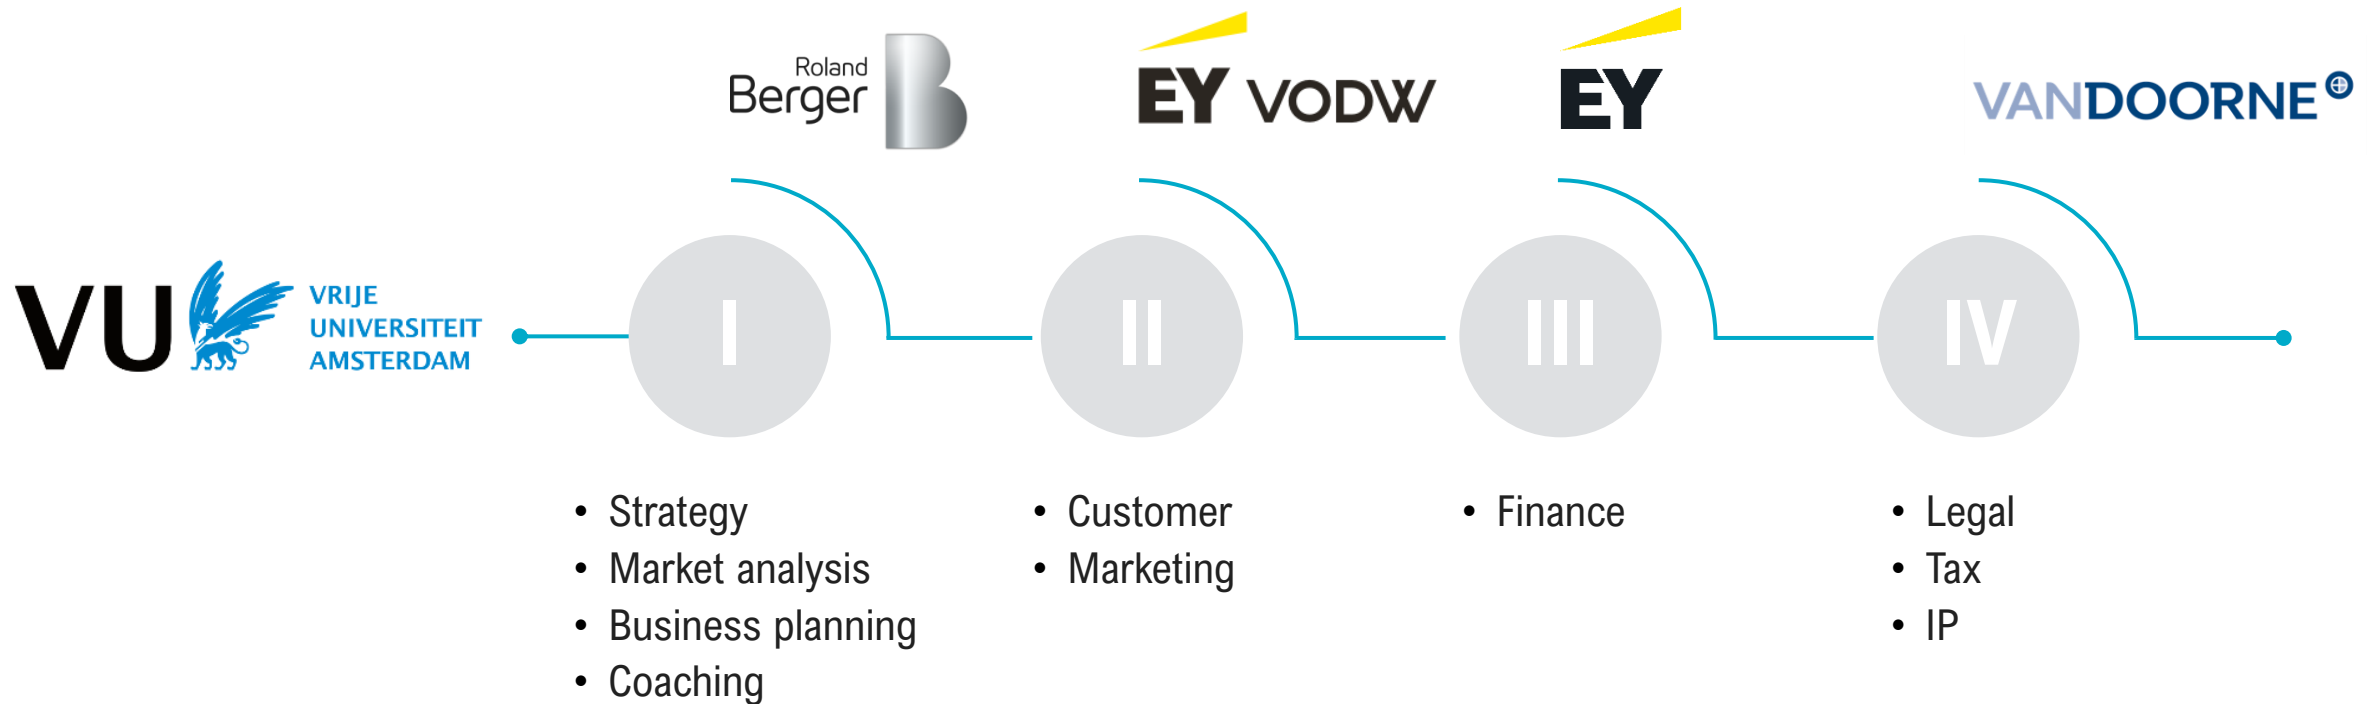 Roland
Berger
B
EY VODW
EY
VANDOORNE
VU
VRIJE
UNIVERSITEIT
AMSTERDAM
I
II
III
IV
• Strategy
• Market analysis
• Business planning
• Coaching
• Customer
• Marketing
• Finance
• Legal
• Tax
• IP